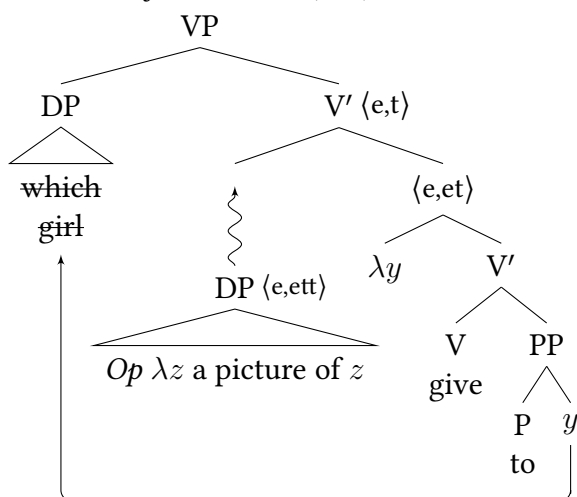 VP
DP V′ ⟨e,t⟩
which ⟨e,et⟩
girl
λy V′
DP ⟨e,ett⟩
V PP
Op λz a picture of z
give
P y
to